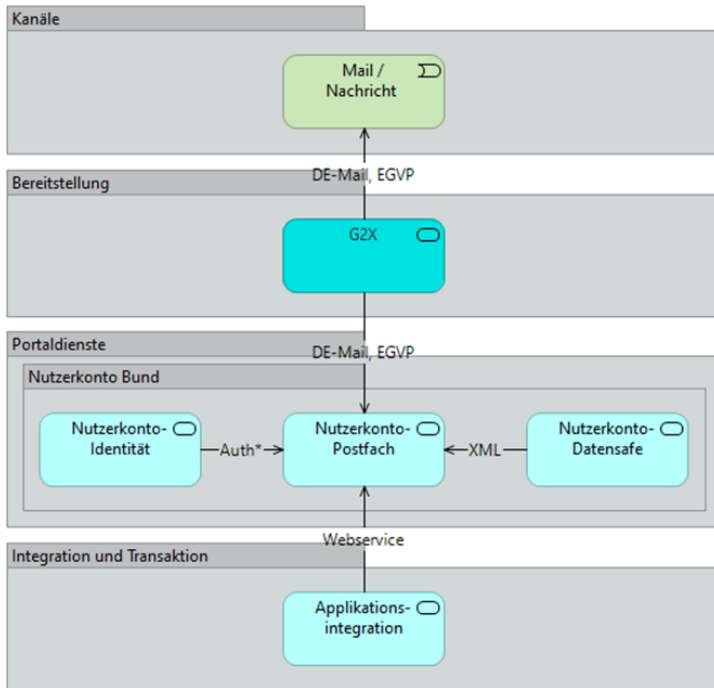 Kanäle
Mail /
Nachricht
DE-Mail, EGVP
Bereitstellung
G2X
Portaldienste
DE-Mail, EGVP
Nutzerkonto Bund
Nutzerkonto-
Identität
Auth*
Nutzerkonto-
Postfach
XML
Nutzerkonto-
Datensafe
Webservice
Integration und Transaktion
Applikations-
integration